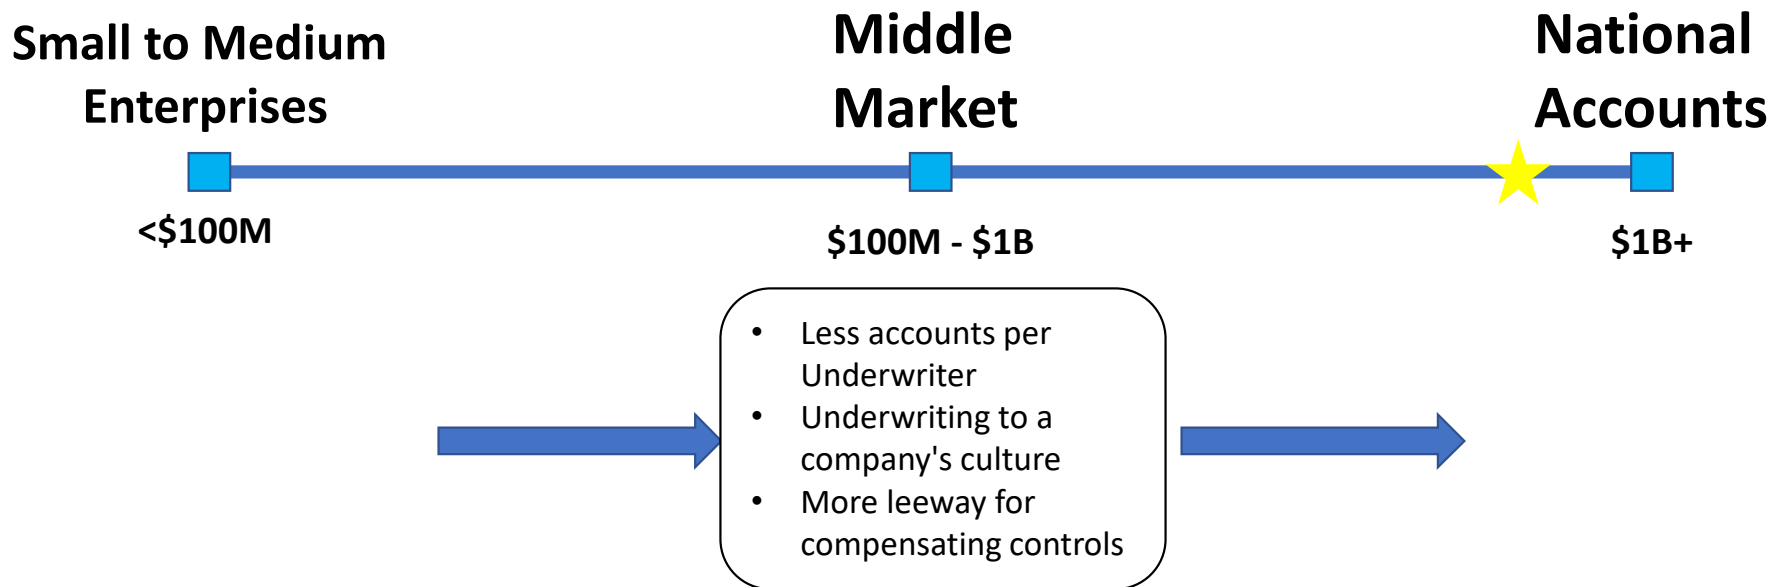 Small to Medium
Enterprises
Middle
Market
National
Accounts
<$100M
$100M - $1B
$1B+
• Less accounts per
Underwriter
• Underwriting to a
company's culture
• More leeway for
compensating controls